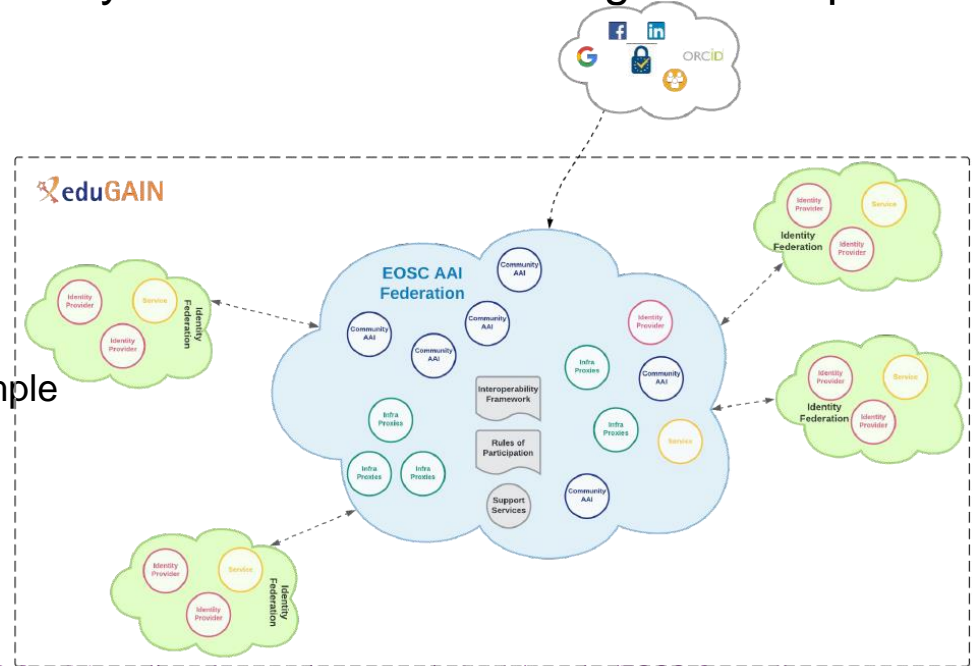 G
f
in
ORCiD
eduGAIN
EOSC AAI
Federation
Community
AAI
Community
AAI
Community
AAI
Community
AAI
Identity
Provider
Infra
Proxies
Community
AAI
Infra
Proxies
Service
Community
AAI
Infra
Proxies
Infra
Proxies
Infra
Proxies
Interoperability
Framework
Rules of
Participation
Support
Services
Identity
Provider
Service
Identity
Provider
Identity
Federation
Identity
Provider
Service
Identity
Federation
Identity
Provider
Identity
Provider
Service
Identity
Federation
Identity
Provider
Identity
Provider
Service
Identity
Provider
Identity
Federation